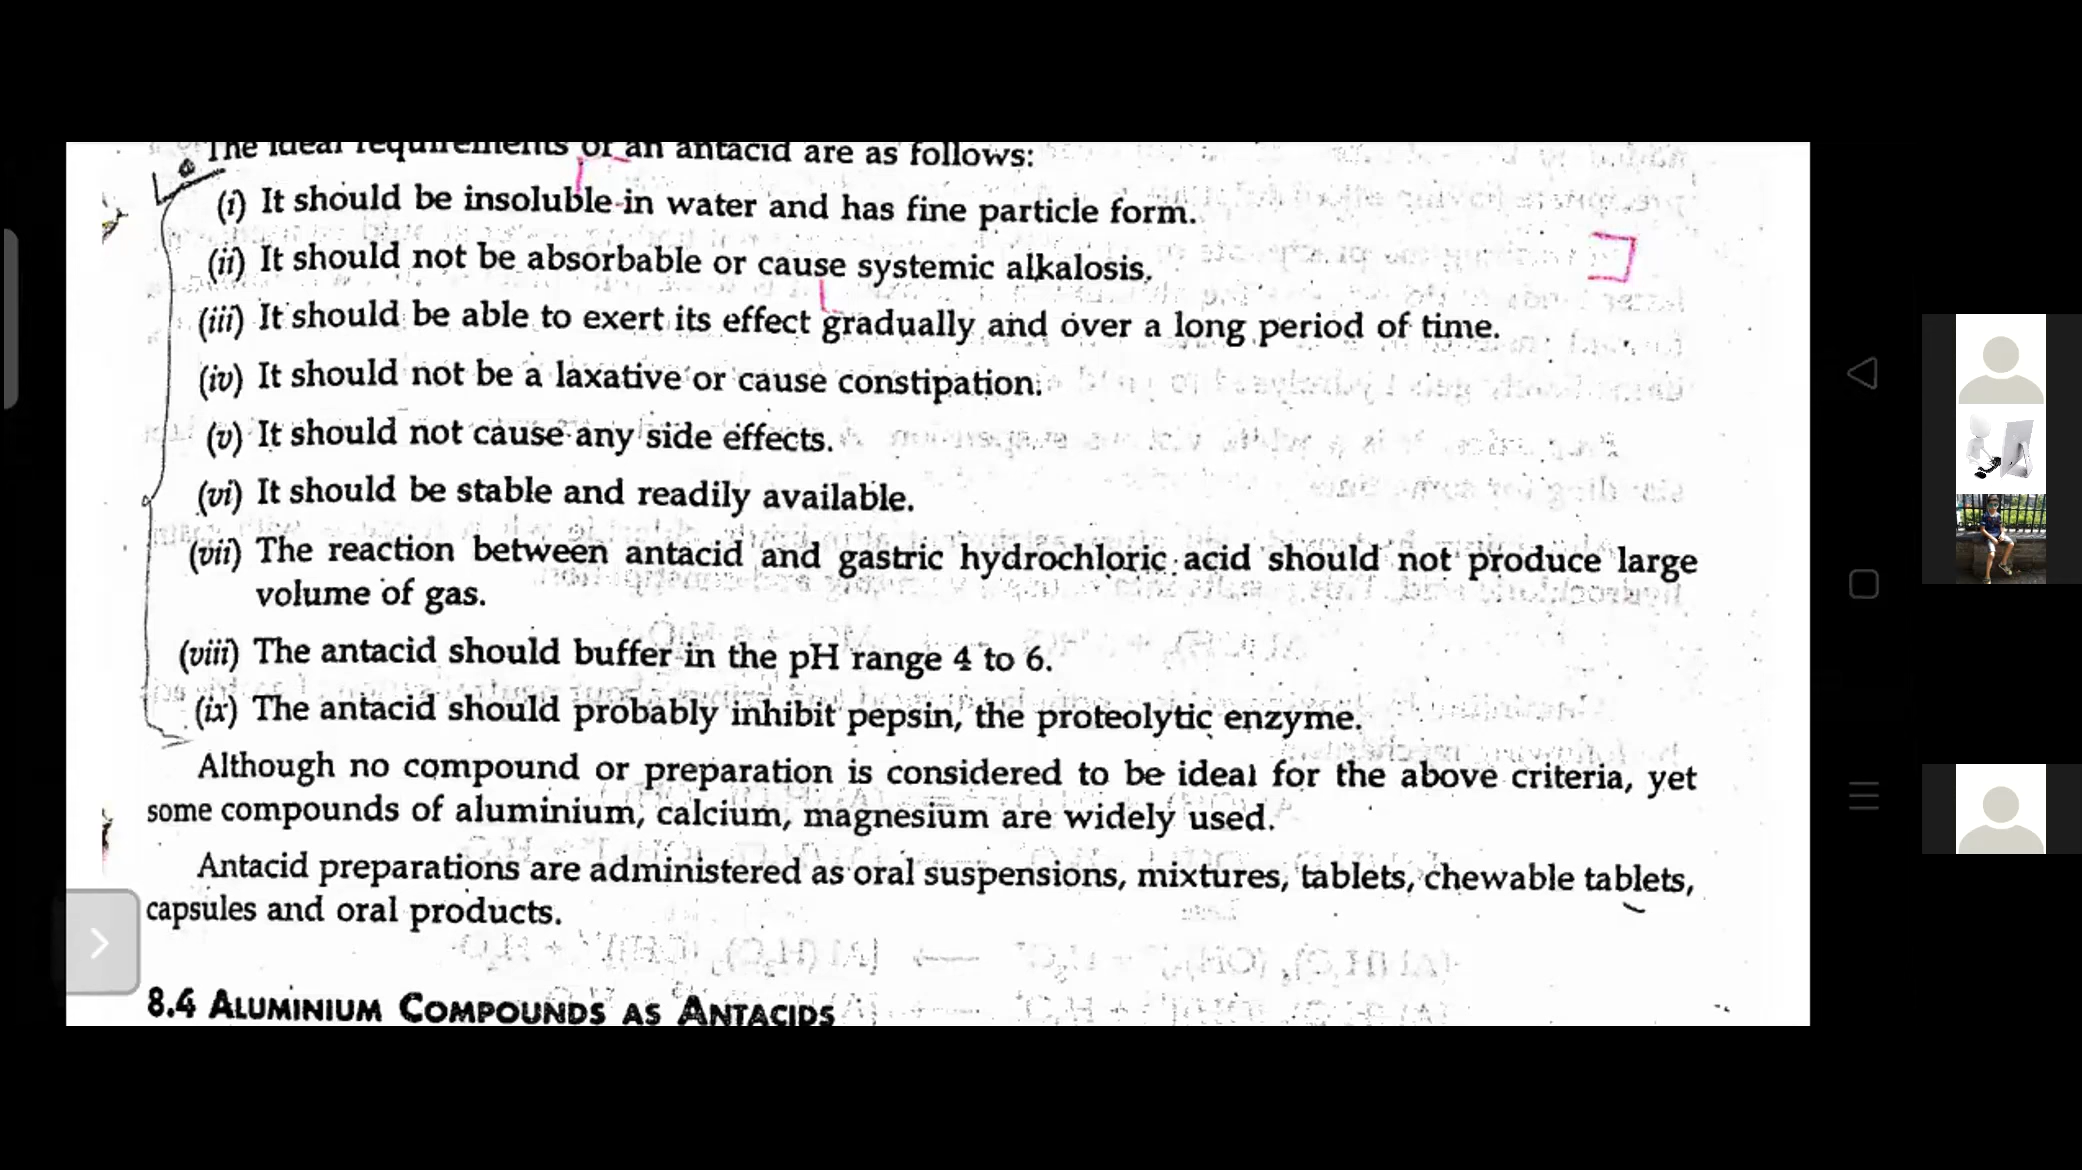 The ideal requirements of an antacid are as follows:
(i) It should be insoluble in water and has fine particle form.
(ii) It should not be absorbable or cause systemic alkalosis.
(iii) It should be able to exert its effect gradually and over a long period of time.
(iv) It should not be a laxative or cause constipation.
(v) It should not cause any side effects.
(vi) It should be stable and readily available.
(vii) The reaction between antacid and gastric hydrochloric acid should not produce large
volume of gas.
(viii) The antacid should buffer in the pH range 4 to 6.
(ix) The antacid should probably inhibit pepsin, the proteolytic enzyme.
Although no compound or preparation is considered to be ideal for the above criteria, yet
some compounds of aluminium, calcium, magnesium are widely used.
Antacid preparations are administered as oral suspensions, mixtures, tablets, chewable tablets,
capsules and oral products.
8.4 ALUMINIUM COMPOUNDS AS ANTACIDS